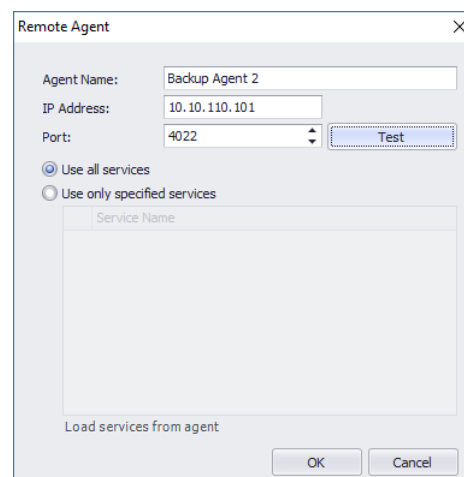 Remote Agent
Agent Name: Backup Agent 2
IP Address: 10.10.110.101
Port: 4022 Test
Use all services
Use only specified services
Service Name
Load services from agent
OK Cancel